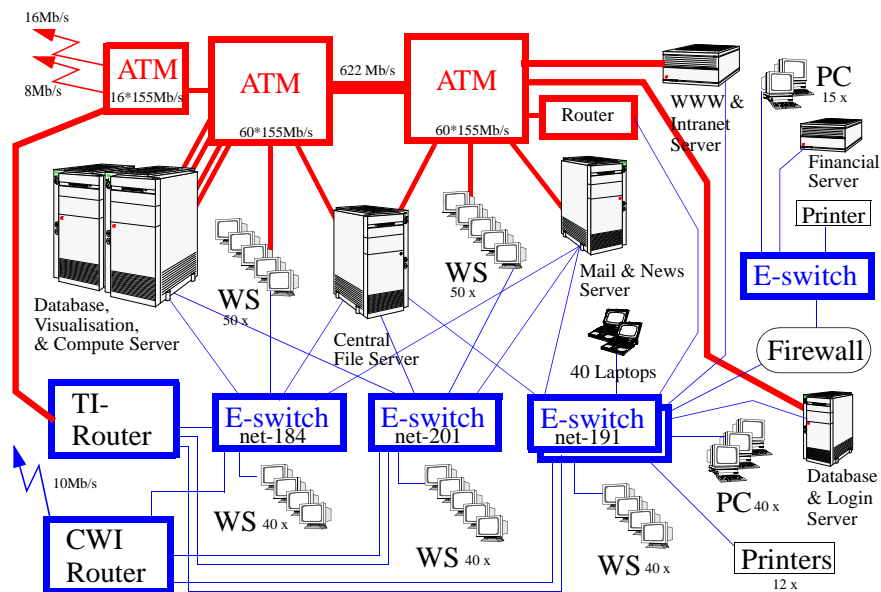 16Mb/s
8Mb/s
ATM
16*155Mb/s
ATM
60*155Mb/s
622 Mb/s
ATM
60*155Mb/s
Router
WWW &
Intranet
Server
PC
15 x
Financial
Server
Printer
E-switch
Firewall
Database,
Visualisation,
& Compute Server
WS
50 x
Central
File Server
WS
50 x
Mail & News
Server
40 Laptops
TI-
Router
E-switch
net-184
E-switch
net-201
E-switch
net-191
Database
& Login
Server
10Mb/s
CWI
Router
WS 40 x
WS 40 x
WS 40 x
PC 40 x
Printers
12 x